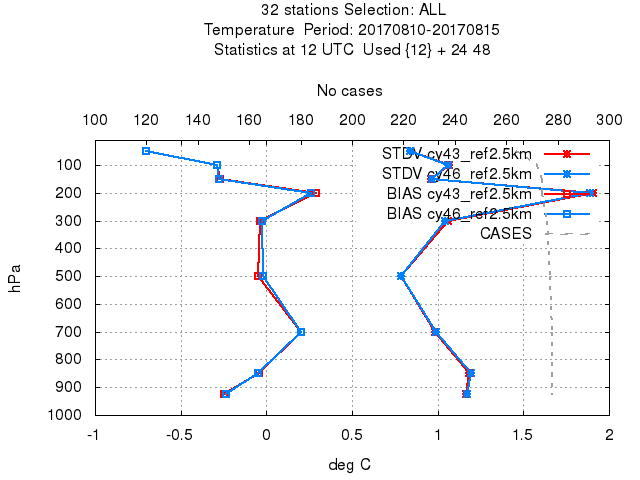 32 stations Selection: ALL
Temperature  Period: 20170810-20170815
Statistics at 12 UTC  Used {12} + 24 48
No cases
100 120 140 160 180 200 220 240 260 280 300
STDV cy43_ref2.5km
STDV cy46_ref2.5km
BIAS cy43_ref2.5km
BIAS cy46_ref2.5km
CASES
100
200
300
400
500
600
700
800
900
1000
hPa
-1 -0.5 0 0.5 1 1.5 2
deg C